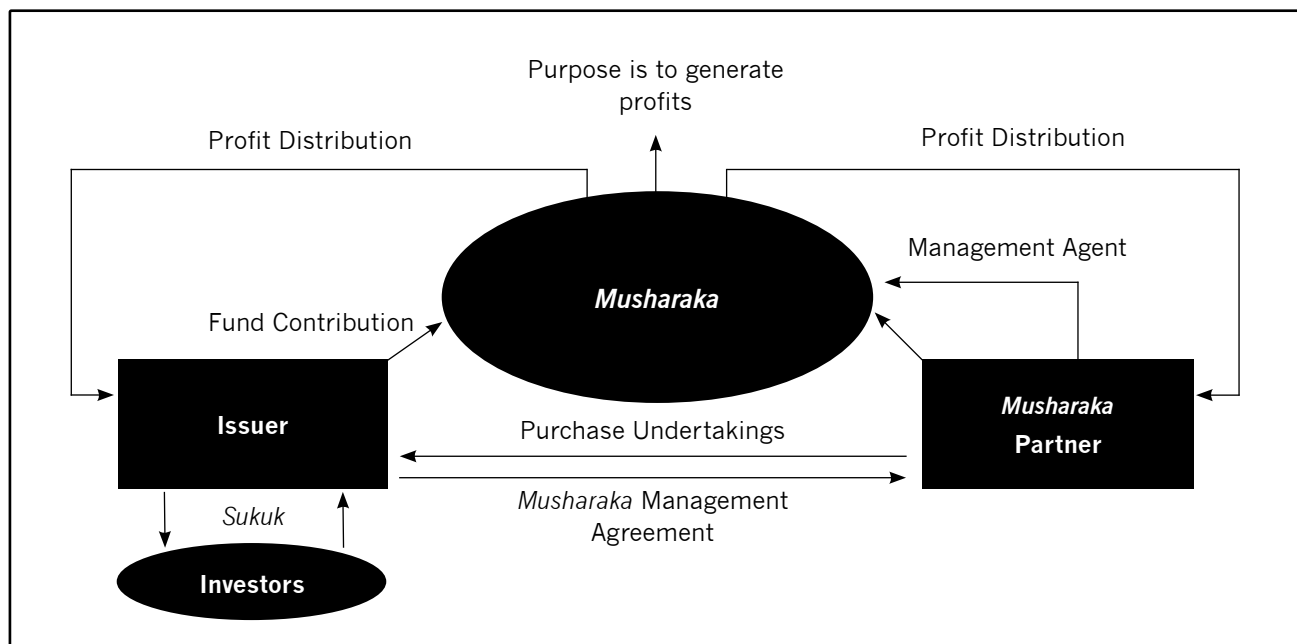 Purpose is to generate
profits
Profit Distribution
Profit Distribution
Management Agent
Musharaka
Fund Contribution
Issuer
Musharaka
Partner
Purchase Undertakings
Musharaka Management
Agreement
Sukuk
Investors